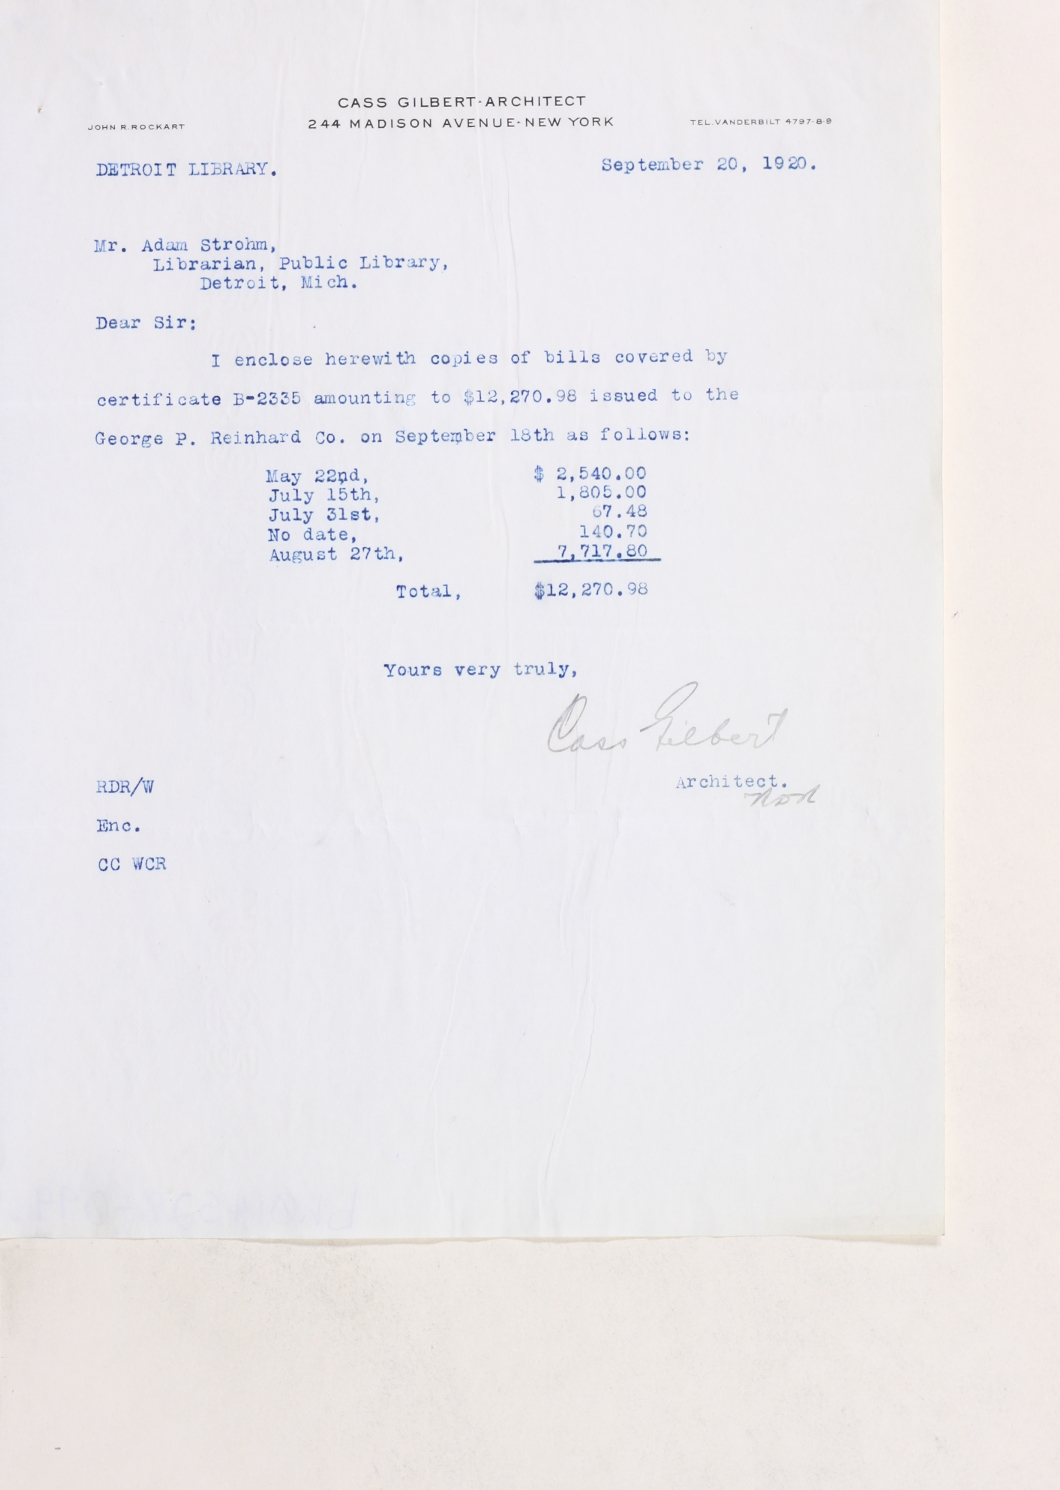 CASS GILBERT-ARCHITECT
244 MADISON AVENUE-NEW YORK
JOHN R. ROCKART
TEL. VANDERBILT 4797-8-9
DETROIT LIBRARY.
September 20, 1920.
Mr. Adam Strohm,
Librarian, Public Library,
Detroit, Mich.
Dear Sir:
I enclose herewith copies of bills covered by
certificate B-2335 amounting to $12,270.98 issued to the
George P. Reinhard Co. on September 18th as follows:
May 22nd, $ 2,540.00
July 15th, 1,805.00
July 31st, 67.48
No date, 140.70
August 27th, 7,717.80
Total, $12,270.98
Yours very truly,
Cass Gilbert
Architect.
RDR/W
Enc.
CC WCR